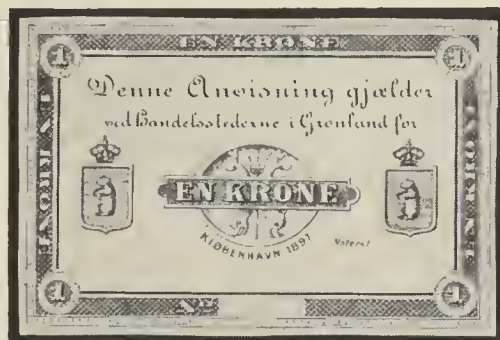 1 EN KRONE 1
Denne Anvisning gjælder
ved Handelsstederne i Grønland for
EN KRONE
EN KRONE
EN KRONE
KIØBENHAVN 1897
1 No 1